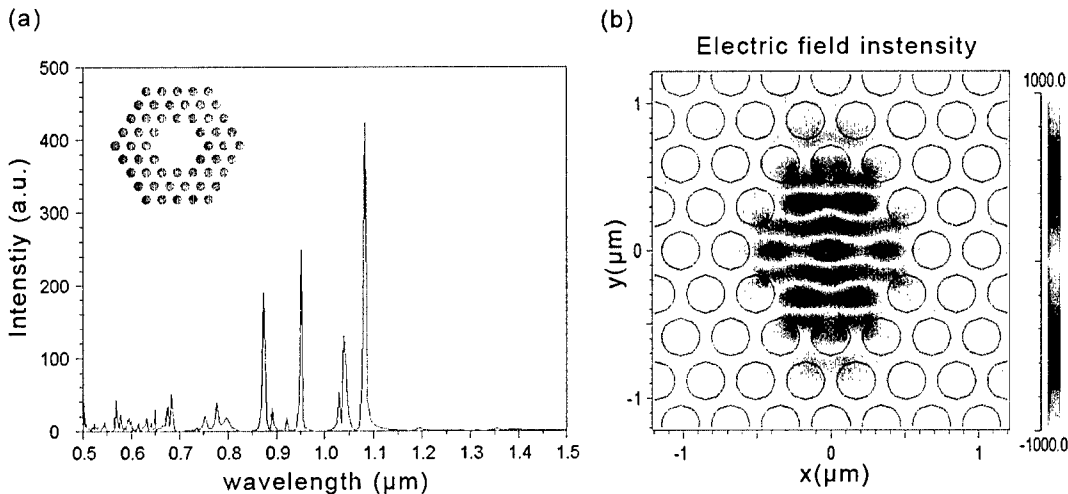 (a)
500
400
300
200
100
0
Intenstiy (a.u.)
0.5 0.6 0.7 0.8 0.9 1.0 1.1 1.2 1.3 1.4 1.5
wavelength (μm)
(b)
Electric field instensity
1
0
-1
y(μm)
-1 0 1
x(μm)
1000.0
-1000.0